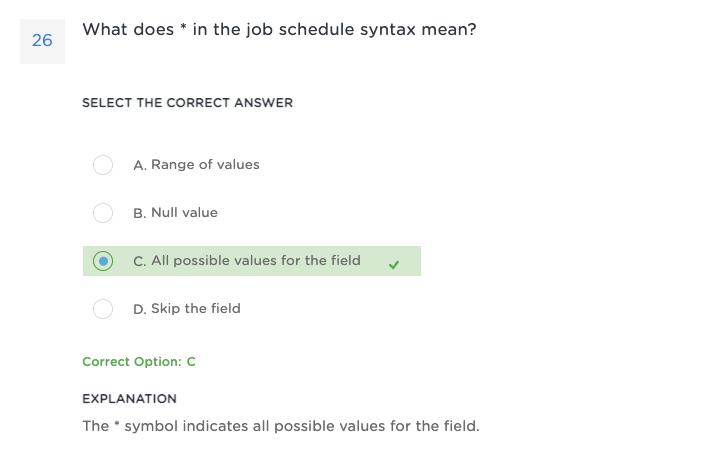 26
What does * in the job schedule syntax mean?
SELECT THE CORRECT ANSWER
A. Range of values
B. Null value
C. All possible values for the field
D. Skip the field
Correct Option: C
EXPLANATION
The * symbol indicates all possible values for the field.